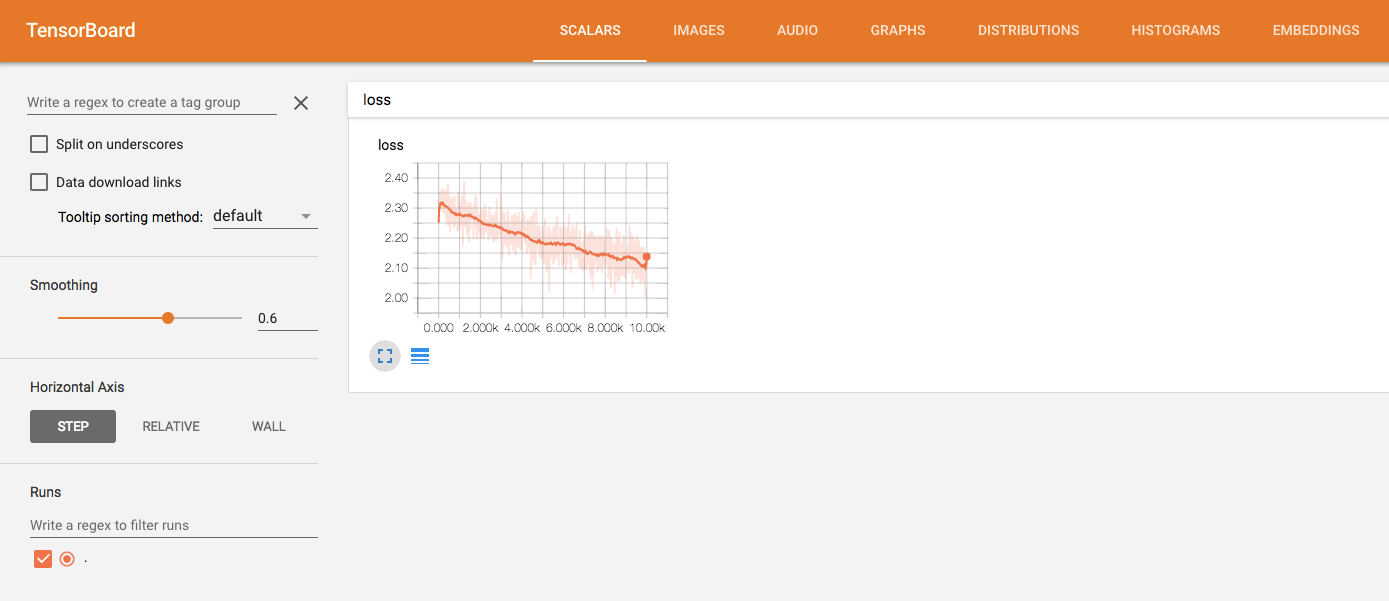 TensorBoard SCALARS IMAGES AUDIO GRAPHS DISTRIBUTIONS HISTOGRAMS EMBEDDINGS
Write a regex to create a tag group
Split on underscores
Data download links
Tooltip sorting method: default
Smoothing
0.6
Horizontal Axis
STEP RELATIVE WALL
Runs
Write a regex to filter runs
.
loss
loss
2.40
2.30
2.20
2.10
2.00
0.000 2.000k 4.000k 6.000k 8.000k 10.00k